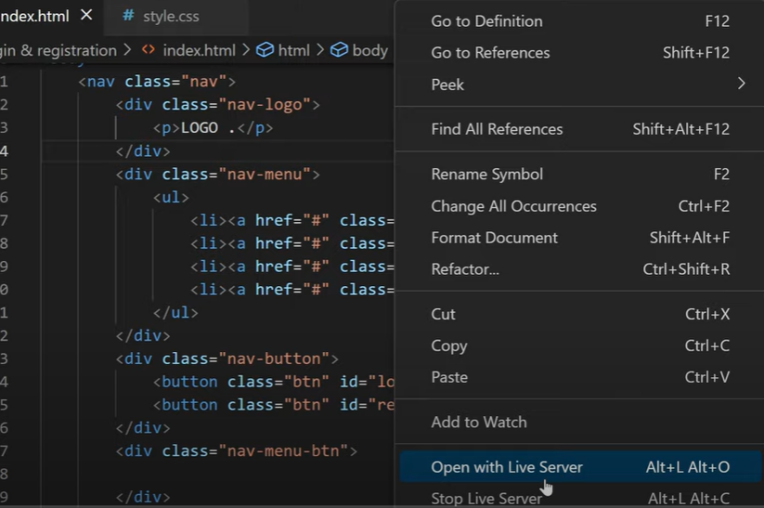 index.html ×
# style.css
gin & registration > <> index.html > html > body
1 <nav class="nav">
2 <div class="nav-logo">
3 <p>LOGO .</p>
4 </div>
5 <div class="nav-menu">
6 <ul>
7 <li><a href="#" class=
8 <li><a href="#" class=
9 <li><a href="#" class=
0 <li><a href="#" class=
1 </ul>
2 </div>
3 <div class="nav-button">
4 <button class="btn" id="lo
5 <button class="btn" id="re
6 </div>
7 <div class="nav-menu-btn">
8
9 </div>
Go to Definition F12
Go to References Shift+F12
Peek >
Find All References Shift+Alt+F12
Rename Symbol F2
Change All Occurrences Ctrl+F2
Format Document Shift+Alt+F
Refactor... Ctrl+Shift+R
Cut Ctrl+X
Copy Ctrl+C
Paste Ctrl+V
Add to Watch
Open with Live Server Alt+L Alt+O
Stop Live Server Alt+L Alt+C